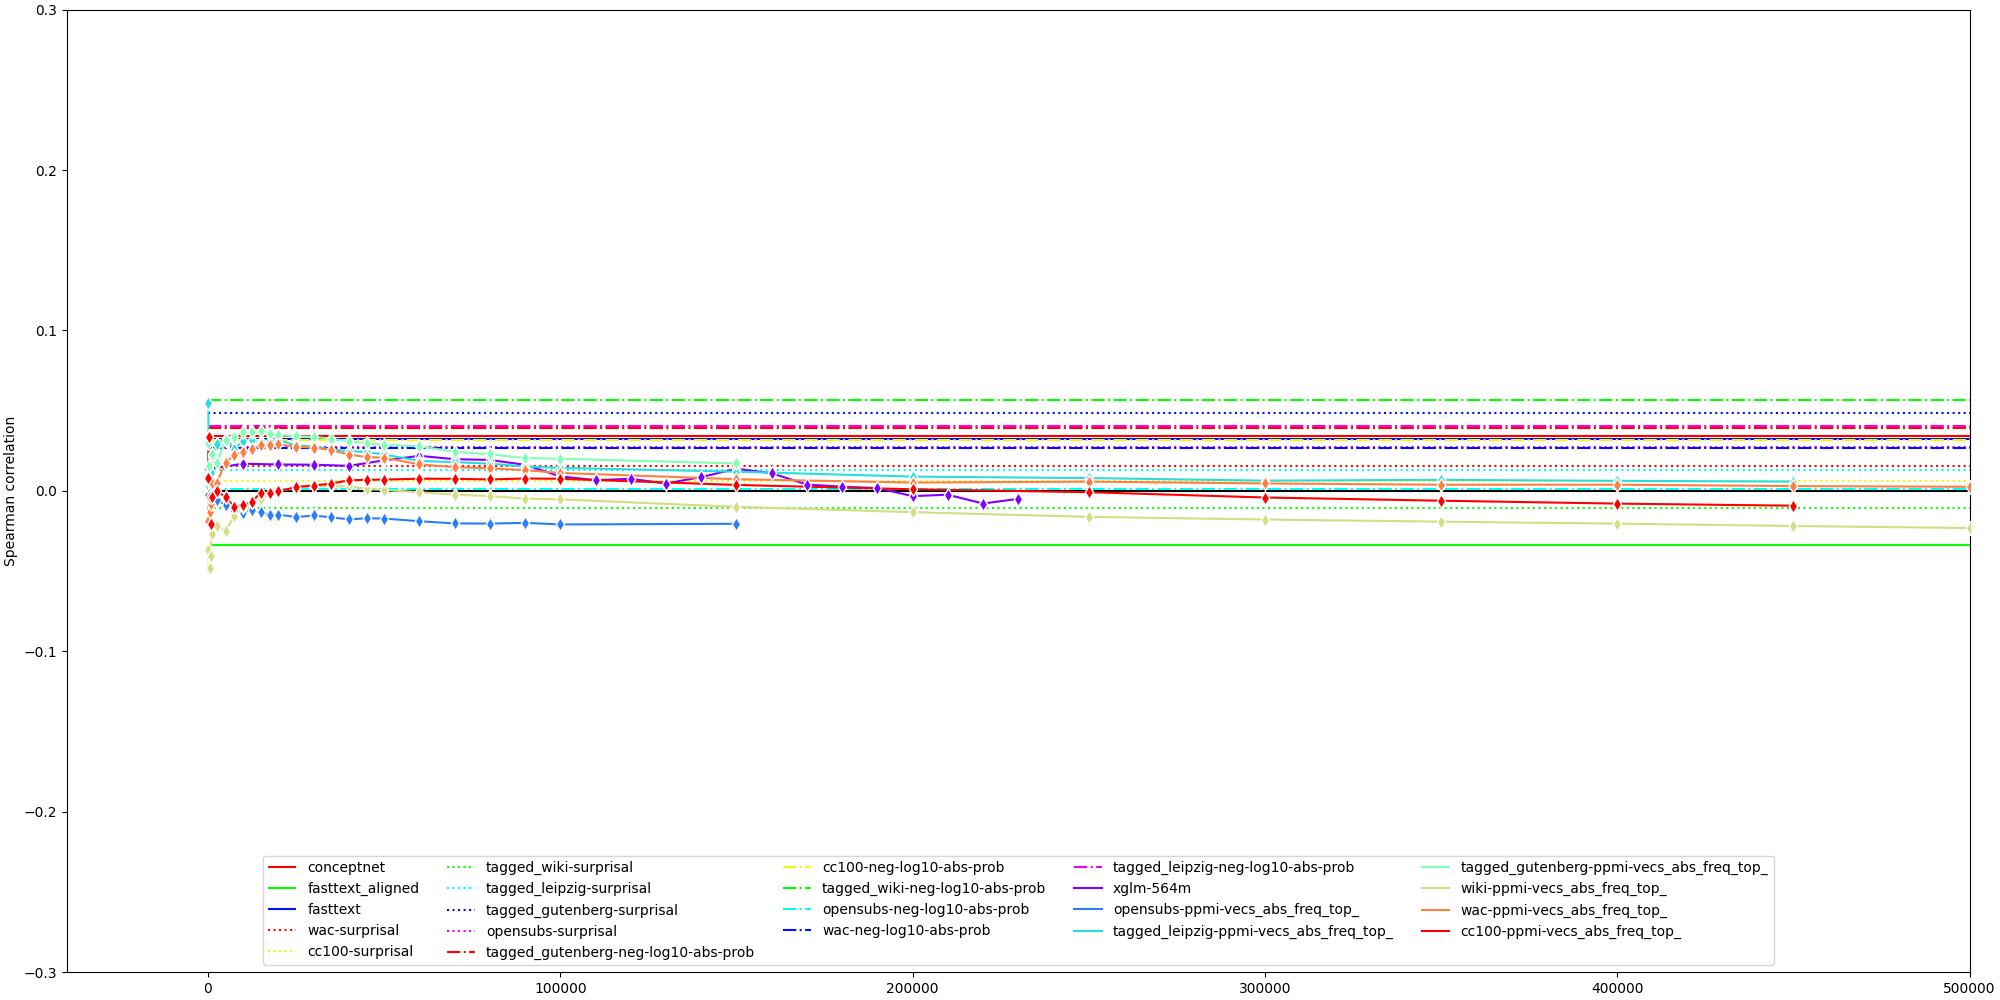 0.3
0.2
0.1
0.0
−0.1
−0.2
−0.3
Spearman correlation
0
100000
200000
300000
400000
500000
conceptnet
fasttext_aligned
fasttext
wac-surprisal
cc100-surprisal
tagged_wiki-surprisal
tagged_leipzig-surprisal
tagged_gutenberg-surprisal
opensubs-surprisal
tagged_gutenberg-neg-log10-abs-prob
cc100-neg-log10-abs-prob
tagged_wiki-neg-log10-abs-prob
opensubs-neg-log10-abs-prob
wac-neg-log10-abs-prob
tagged_leipzig-neg-log10-abs-prob
xglm-564m
opensubs-ppmi-vecs_abs_freq_top_
tagged_leipzig-ppmi-vecs_abs_freq_top_
tagged_gutenberg-ppmi-vecs_abs_freq_top_
wiki-ppmi-vecs_abs_freq_top_
wac-ppmi-vecs_abs_freq_top_
cc100-ppmi-vecs_abs_freq_top_